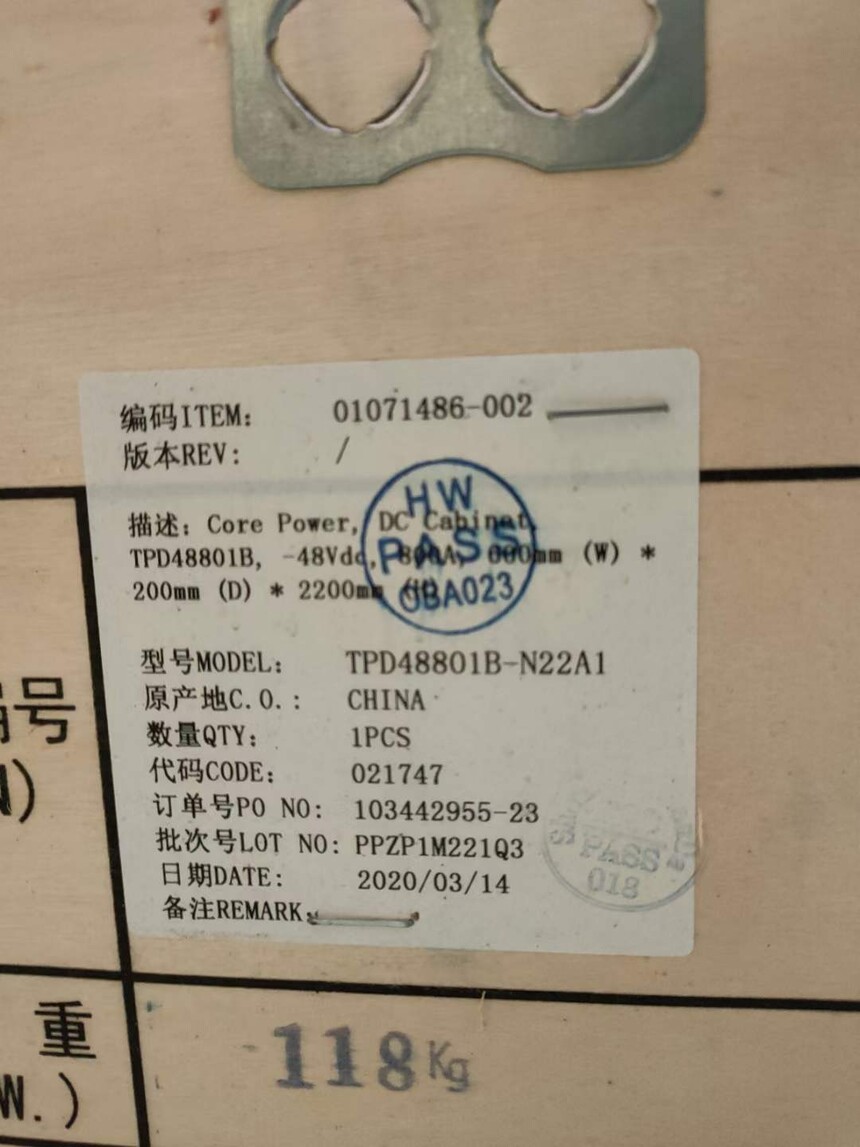 编码ITEM: 01071486-002
版本REV: /
描述: Core Power, DC Cabinet,
TPD48801B, -48Vdc, 800A, 600mm (W) *
200mm (D) * 2200mm (H)
HW
PASS
OBA023
型号MODEL: TPD48801B-N22A1
原产地C.O.: CHINA
数量QTY: 1PCS
代码CODE: 021747
订单号PO NO: 103442955-23
批次号LOT NO: PPZP1M221Q3
日期DATE: 2020/03/14
备注REMARK
PASS
018
号
N)
重
W.)
118Kg